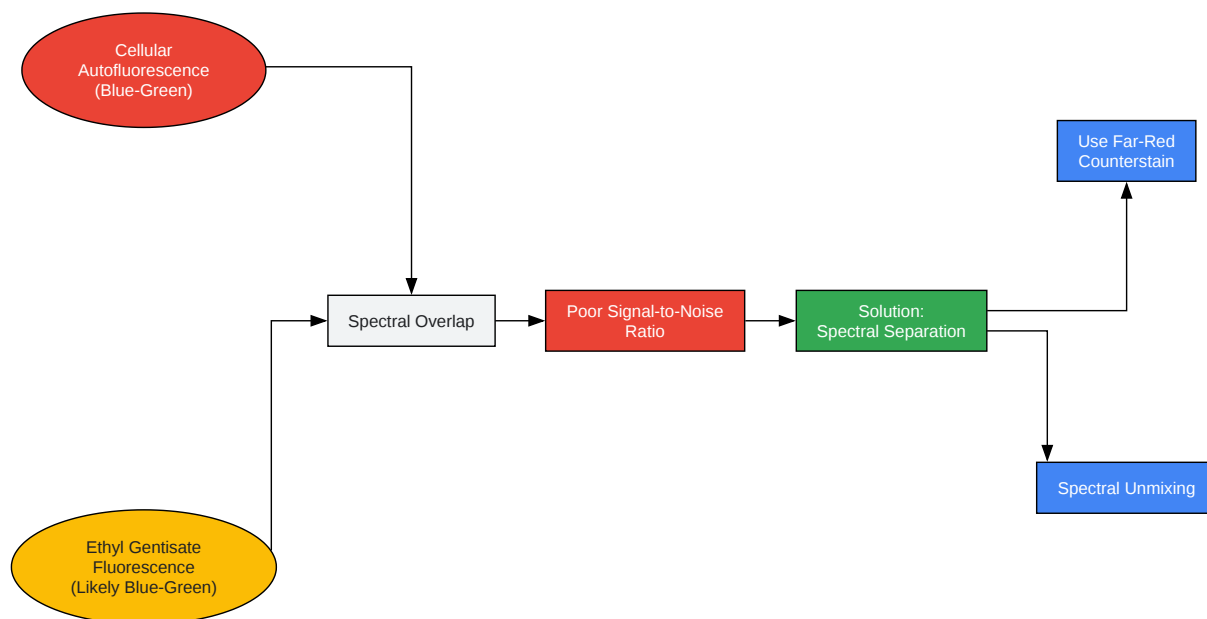 Cellular
Autofluorescence
(Blue-Green)
Use Far-Red
Counterstain
Spectral Overlap
Poor Signal-to-Noise
Ratio
Solution:
Spectral Separation
Spectral Unmixing
Ethyl Gentisate
Fluorescence
(Likely Blue-Green)